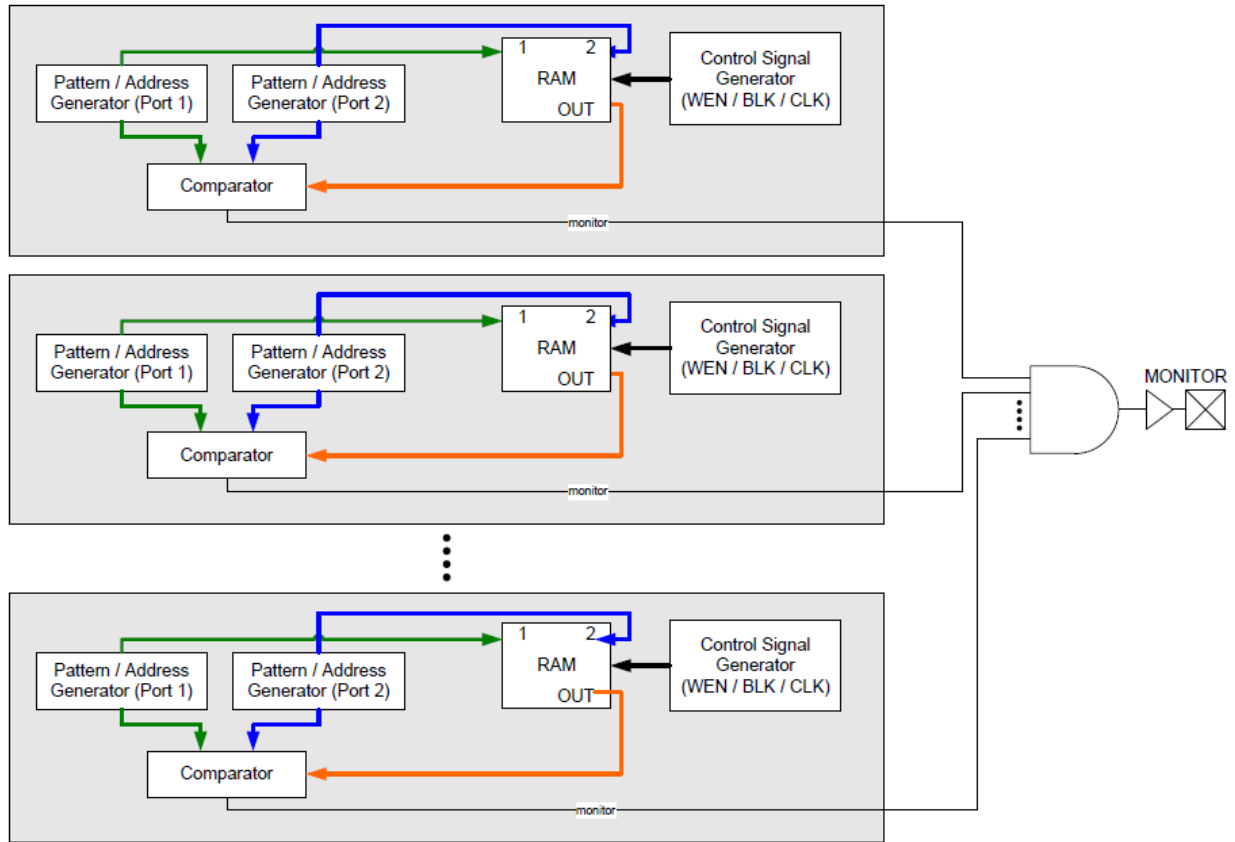 1 2
Pattern / Address
Generator (Port 1)
Pattern / Address
Generator (Port 2)
RAM
OUT
Control Signal
Generator
(WEN / BLK / CLK)
Comparator
monitor
1 2
Pattern / Address
Generator (Port 1)
Pattern / Address
Generator (Port 2)
RAM
OUT
Control Signal
Generator
(WEN / BLK / CLK)
Comparator
monitor
MONITOR
1 2
Pattern / Address
Generator (Port 1)
Pattern / Address
Generator (Port 2)
RAM
OUT
Control Signal
Generator
(WEN / BLK / CLK)
Comparator
monitor